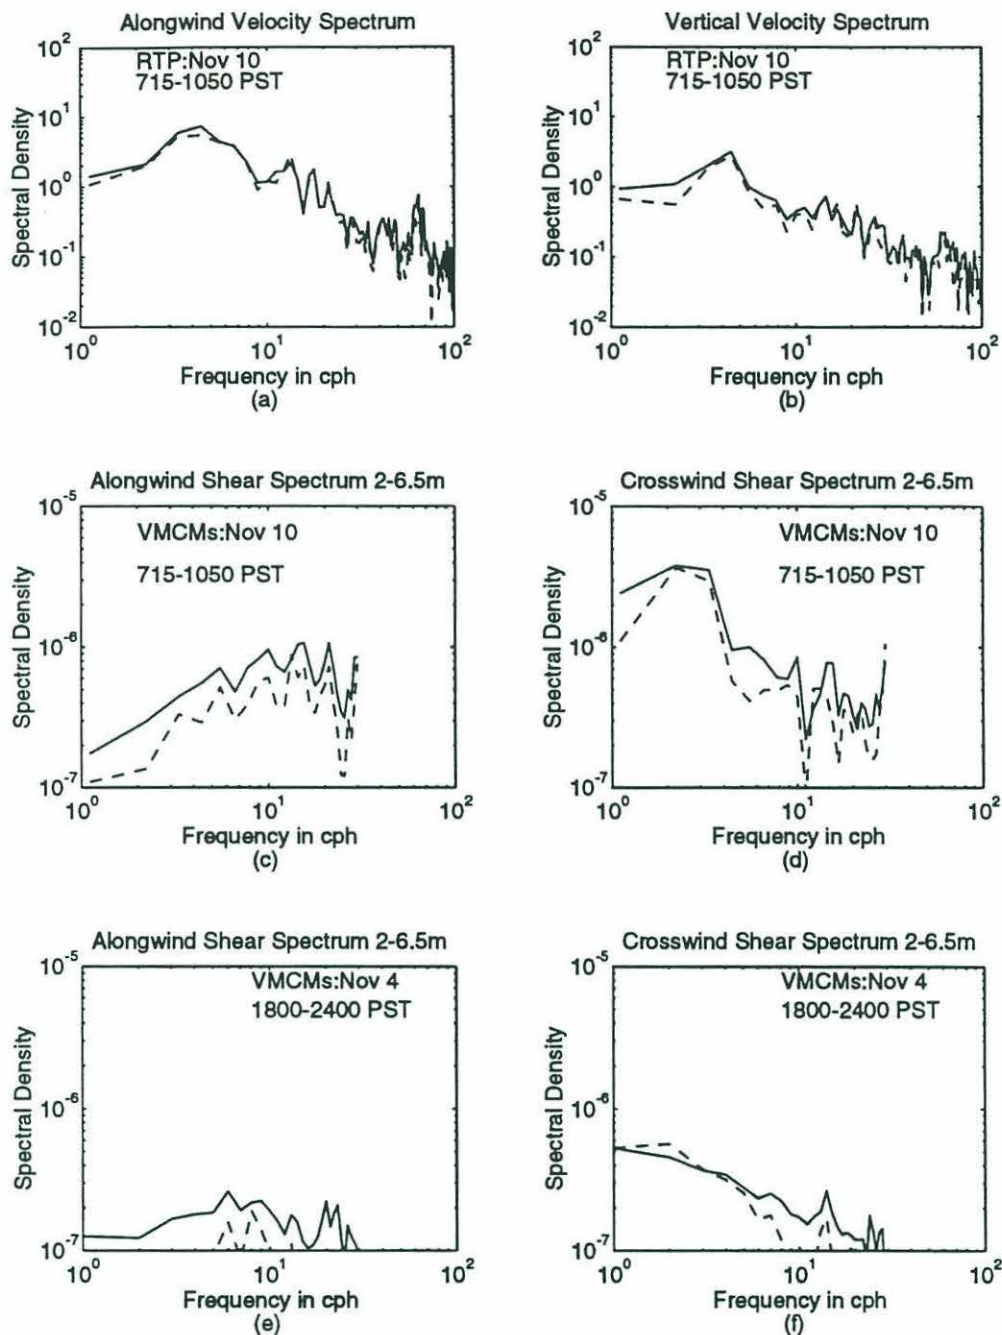 Alongwind Velocity Spectrum
10^2
10^1
10^0
10^-1
10^-2
Spectral Density
RTP:Nov 10
715-1050 PST
10^0 10^1 10^2
Frequency in cph
(a)
Vertical Velocity Spectrum
10^2
10^1
10^0
10^-1
10^-2
Spectral Density
RTP:Nov 10
715-1050 PST
10^0 10^1 10^2
Frequency in cph
(b)
Alongwind Shear Spectrum 2-6.5m
10^-5
10^-6
10^-7
Spectral Density
VMCMs:Nov 10
715-1050 PST
10^0 10^1 10^2
Frequency in cph
(c)
Crosswind Shear Spectrum 2-6.5m
10^-5
10^-6
10^-7
Spectral Density
VMCMs:Nov 10
715-1050 PST
10^0 10^1 10^2
Frequency in cph
(d)
Alongwind Shear Spectrum 2-6.5m
10^-5
10^-6
10^-7
Spectral Density
VMCMs:Nov 4
1800-2400 PST
10^0 10^1 10^2
Frequency in cph
(e)
Crosswind Shear Spectrum 2-6.5m
10^-5
10^-6
10^-7
Spectral Density
VMCMs:Nov 4
1800-2400 PST
10^0 10^1 10^2
Frequency in cph
(f)